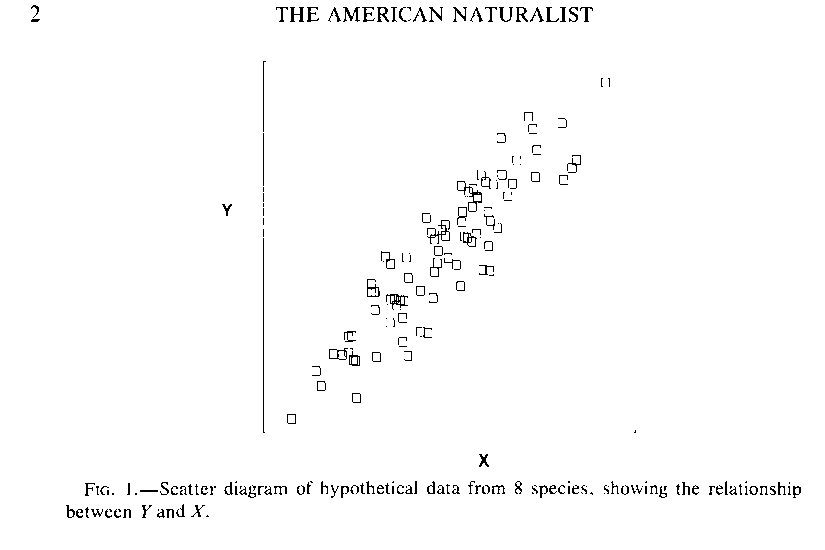 2
THE AMERICAN NATURALIST
Y
X
FIG. 1.—Scatter diagram of hypothetical data from 8 species, showing the relationship
between Y and X.